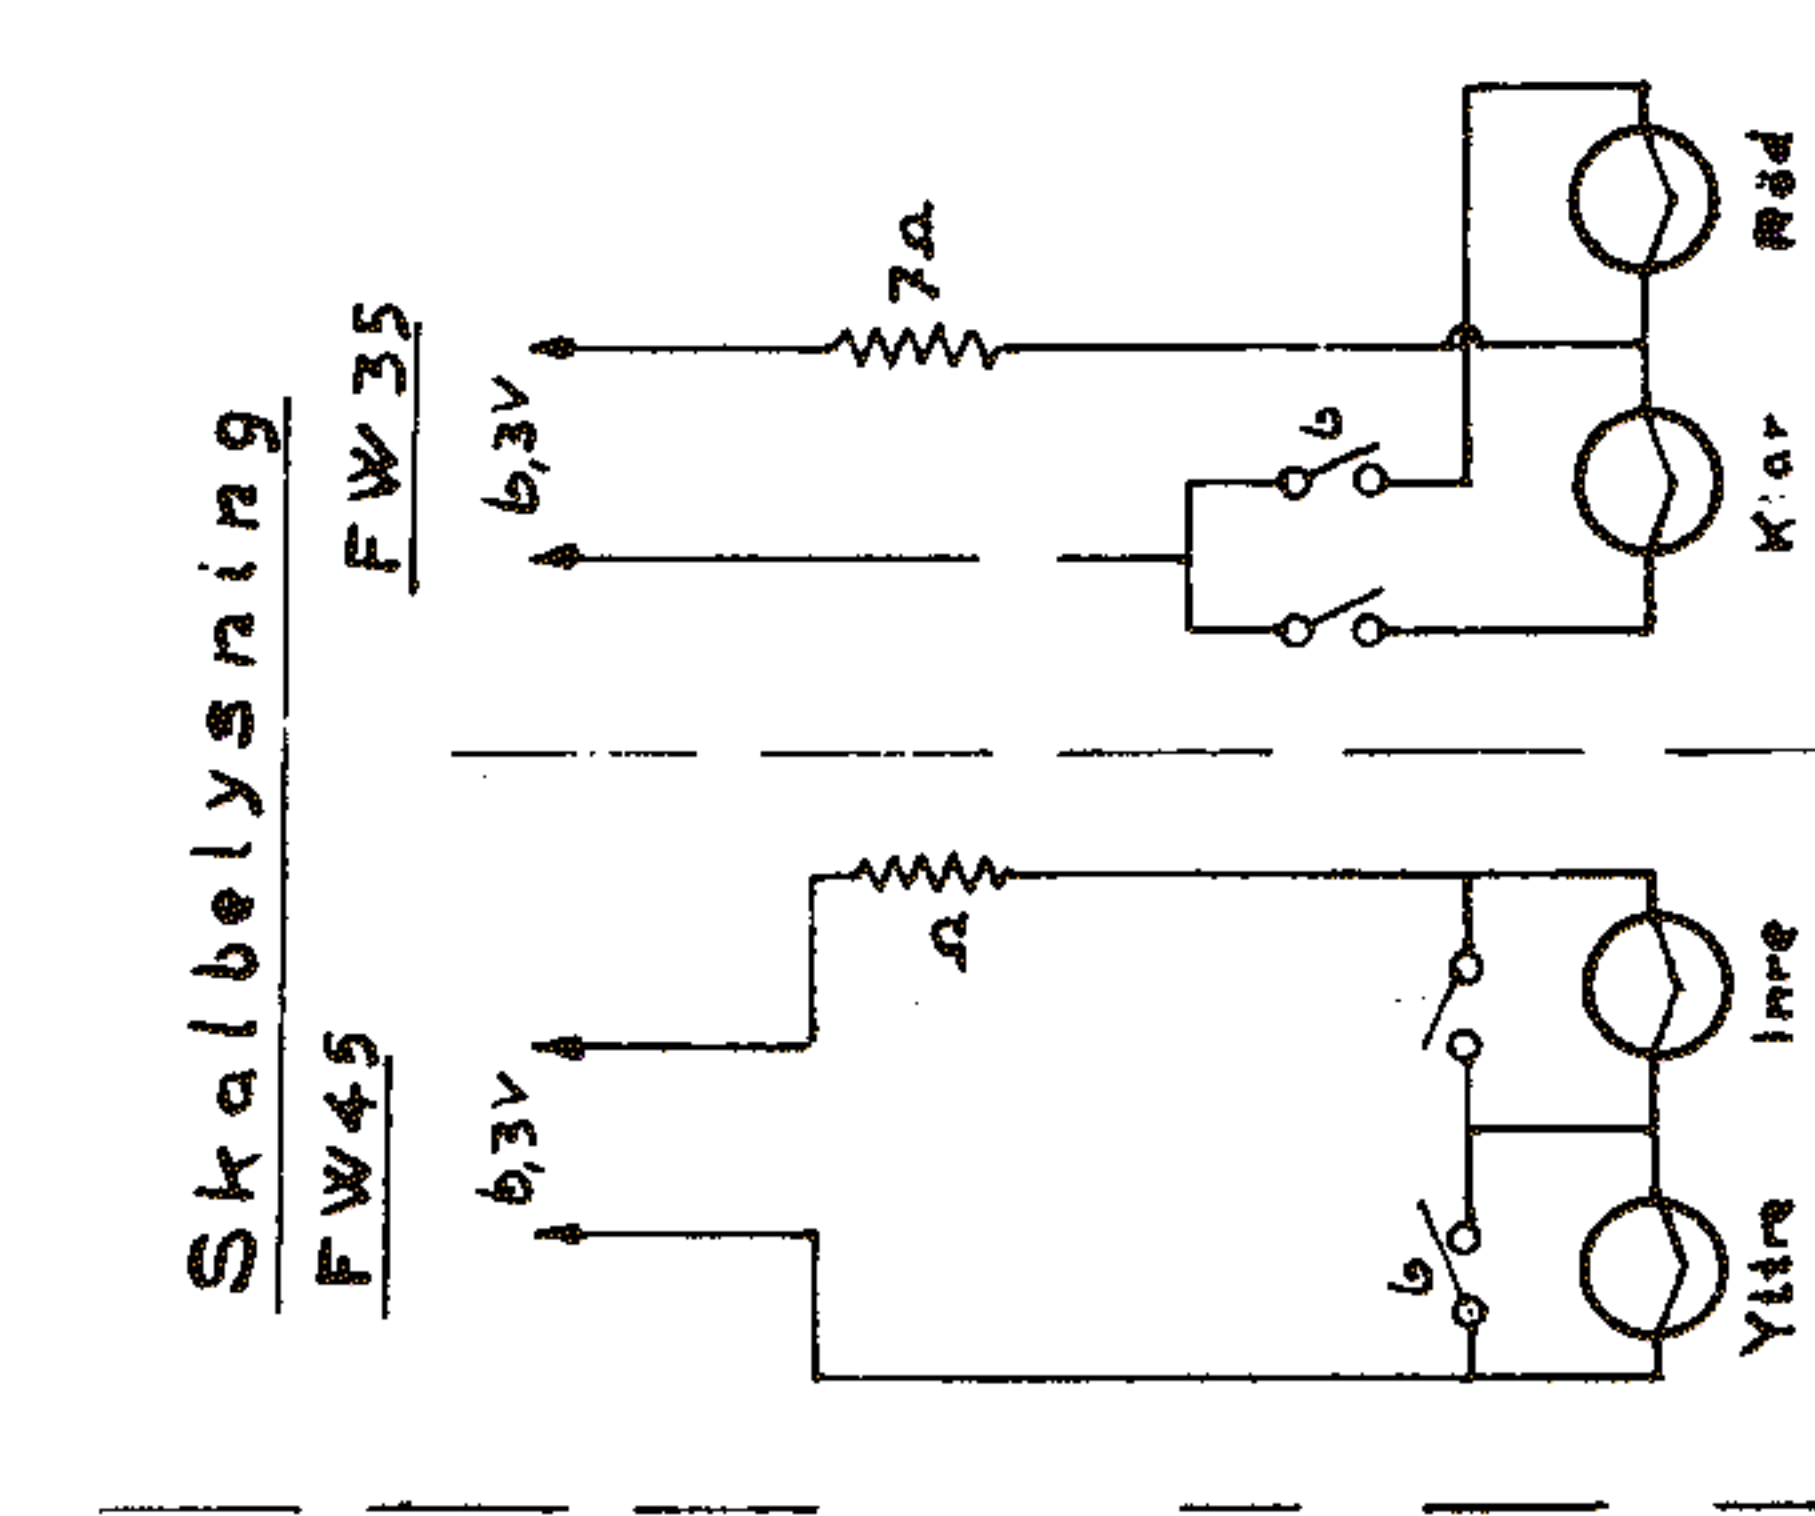 Skalbelysning
FW45
6,3V
Ω
6
Yttre
Inre
FW 35
6,3V
7Ω
6
Klar
Röd